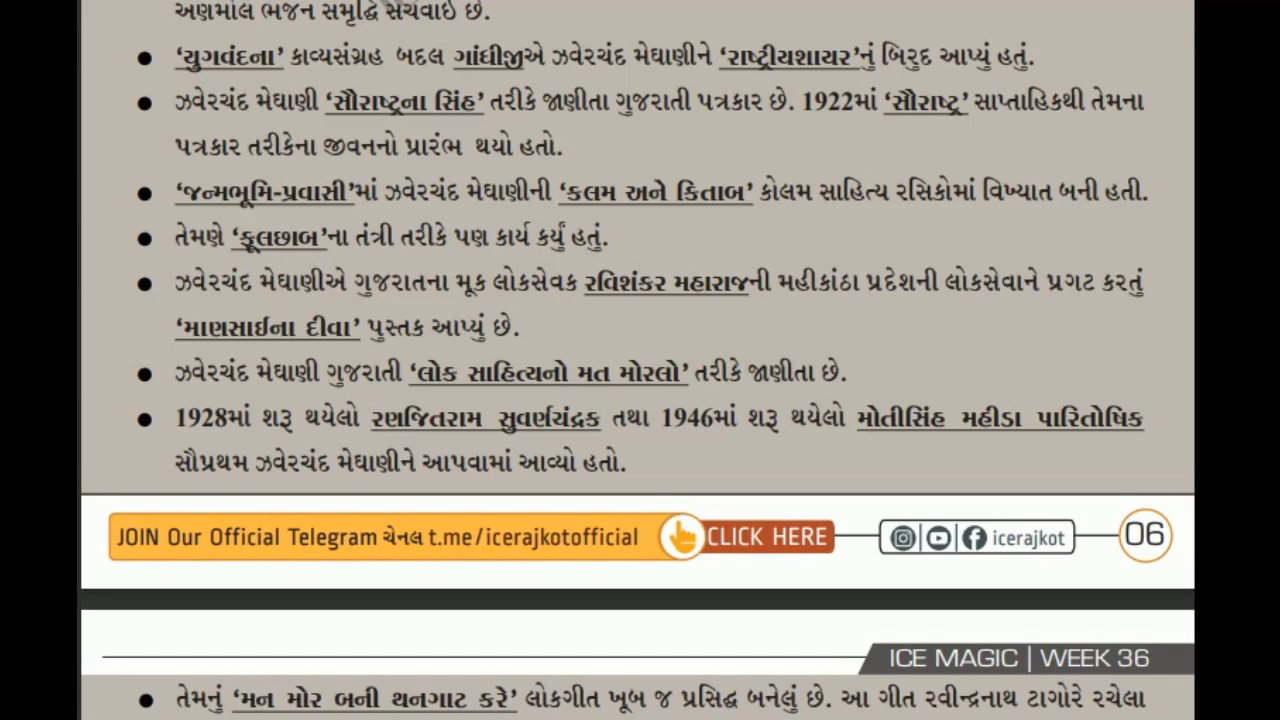 અણમોલ ભજન સમૃદ્ધિ સચવાઈ છે.
● ‘યુગવંદના’ કાવ્યસંગ્રહ બદલ ગાંધીજીએ ઝવેરચંદ મેઘાણીને ‘રાષ્ટ્રીયશાયર’નું બિરુદ આપ્યું હતું.
● ઝવેરચંદ મેઘાણી ‘સૌરાષ્ટ્રના સિંહ’ તરીકે જાણીતા ગુજરાતી પત્રકાર છે. 1922માં ‘સૌરાષ્ટ્ર’ સાપ્તાહિકથી તેમના
પત્રકાર તરીકેના જીવનનો પ્રારંભ થયો હતો.
● ‘જન્મભૂમિ-પ્રવાસી’માં ઝવેરચંદ મેઘાણીની ‘કલમ અને કિતાબ’ કોલમ સાહિત્ય રસિકોમાં વિખ્યાત બની હતી.
● તેમણે ‘ફૂલછાબ’ના તંત્રી તરીકે પણ કાર્ય કર્યું હતું.
● ઝવેરચંદ મેઘાણીએ ગુજરાતના મૂક લોકસેવક રવિશંકર મહારાજની મહીકાંઠા પ્રદેશની લોકસેવાને પ્રગટ કરતું
‘માણસાઈના દીવા’ પુસ્તક આપ્યું છે.
● ઝવેરચંદ મેઘાણી ગુજરાતી ‘લોક સાહિત્યનો મત મોરલો’ તરીકે જાણીતા છે.
● 1928માં શરૂ થયેલો રણજિતરામ સુવર્ણચંદ્રક તથા 1946માં શરૂ થયેલો મોતીસિંહ મહીડા પારિતોષિક
સૌપ્રથમ ઝવેરચંદ મેઘાણીને આપવામાં આવ્યો હતો.
JOIN Our Official Telegram ચેનલ t.me/icerajkotofficial CLICK HERE icerajkot 06
ICE MAGIC | WEEK 36
● તેમનું ‘મન મોર બની થનગાટ કરે’ લોકગીત ખૂબ જ પ્રસિદ્ધ બનેલું છે. આ ગીત રવીન્દ્રનાથ ટાગોરે રચેલા